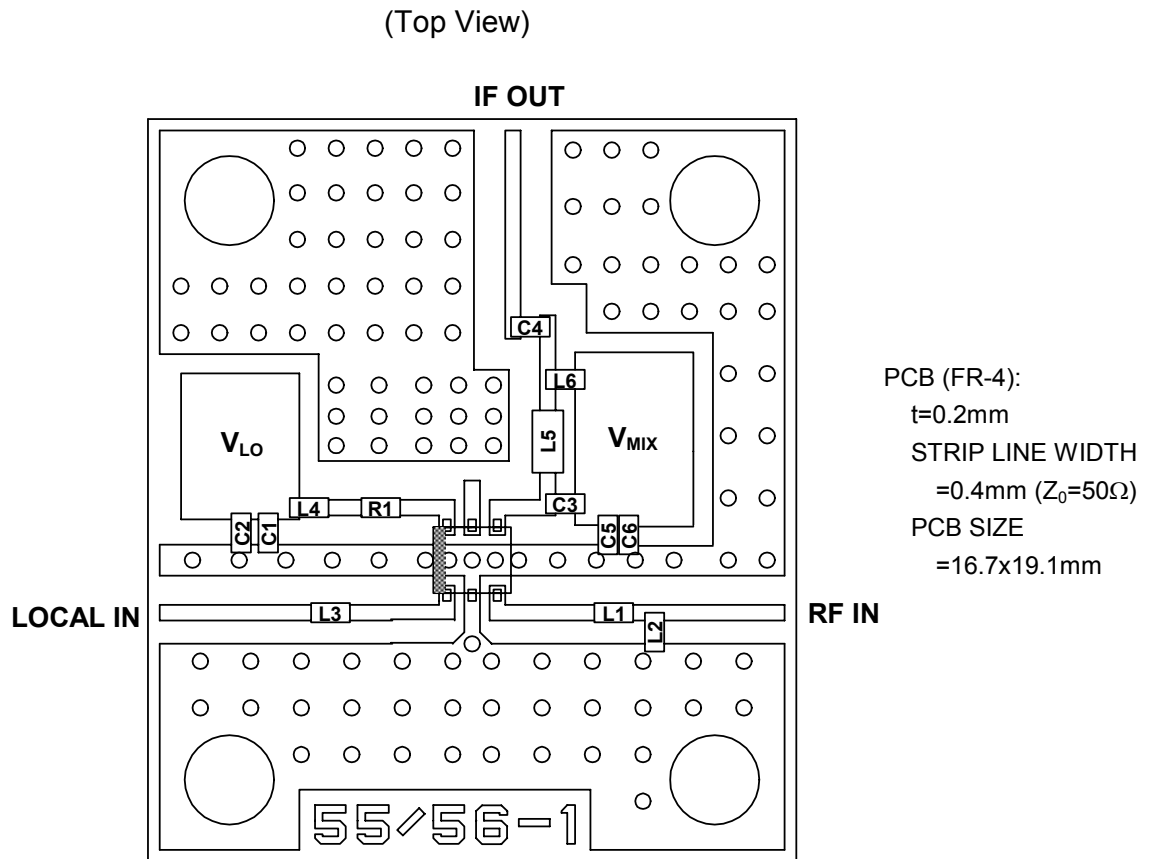 (Top View)
IF OUT
C4
L6
L5
V_MIX
V_LO
C3
L4
R1
C2
C1
C5
C6
LOCAL IN
L3
L1
L2
RF IN
55/56-1
PCB (FR-4):
t=0.2mm
STRIP LINE WIDTH
=0.4mm (Z₀=50Ω)
PCB SIZE
=16.7x19.1mm